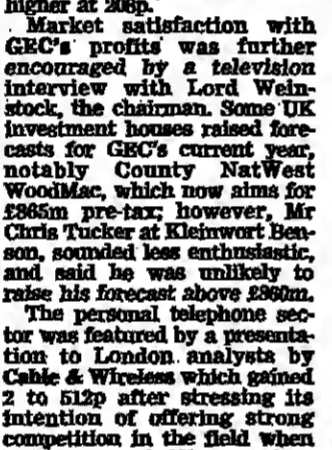 higher at 208p.
Market satisfaction with
GEC's profits was further
encouraged by a television
interview with Lord Wein-
stock, the chairman. Some UK
investment houses raised fore-
casts for GEC's current year,
notably County NatWest
WoodMac, which now aims for
£865m pre-tax; however, Mr
Chris Tucker at Kleinwort Ben-
son, sounded less enthusiastic,
and said he was unlikely to
raise his forecast above £860m.
The personal telephone sec-
tor was featured by a presenta-
tion to London analysts by
Cable & Wireless which gained
2 to 512p after stressing its
intention of offering strong
competition in the field when